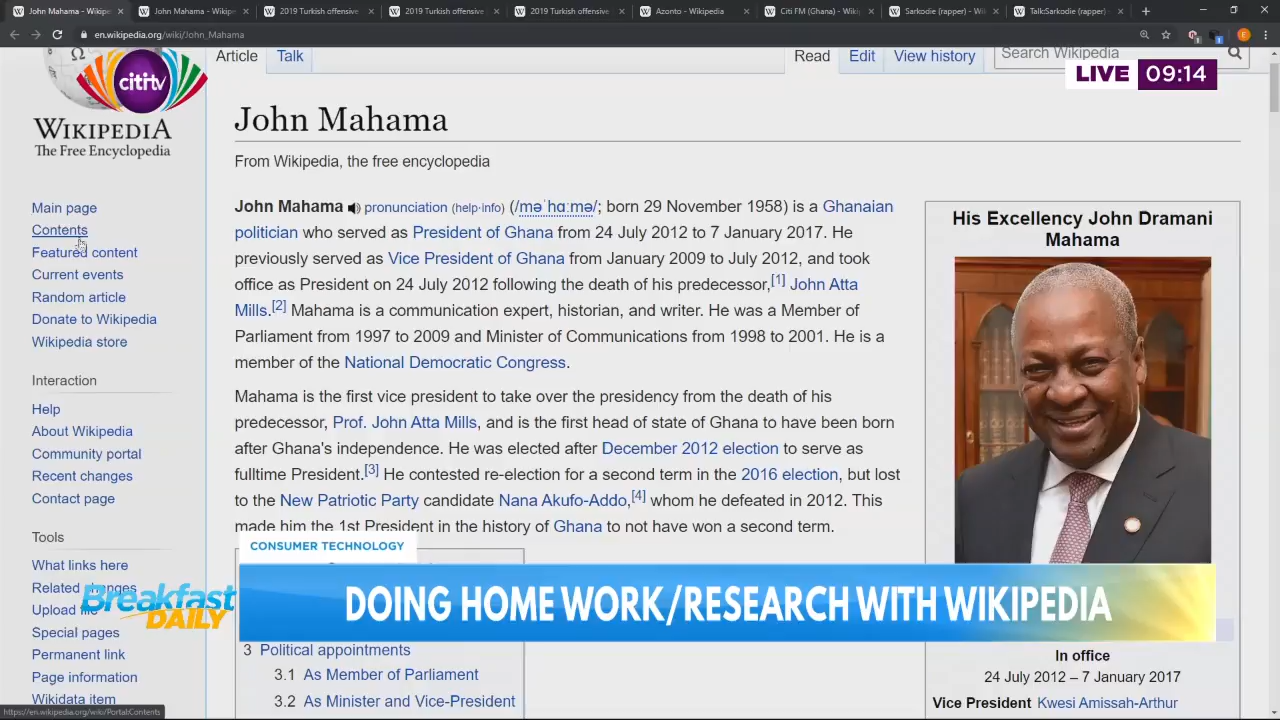 John Mahama - Wikipe
John Mahama - Wikipe
2019 Turkish offensive
2019 Turkish offensive
2019 Turkish offensive
Azonto - Wikipedia
Citi FM (Ghana) - Wiki
Sarkodie (rapper) - Wi
Talk:Sarkodie (rapper)
en.wikipedia.org/wiki/John_Mahama
E
citi tv
WIKIPEDIA
The Free Encyclopedia
Article
Talk
Read
Edit
View history
Search Wikipedia
LIVE
09:14
John Mahama
From Wikipedia, the free encyclopedia
Main page
Contents
Featured content
Current events
Random article
Donate to Wikipedia
Wikipedia store
Interaction
Help
About Wikipedia
Community portal
Recent changes
Contact page
Tools
What links here
Related changes
Upload
Special pages
Permanent link
Page information
Wikidata item
John Mahama pronunciation (help·info) (/məˈhɑːmə/; born 29 November 1958) is a Ghanaian
politician who served as President of Ghana from 24 July 2012 to 7 January 2017. He
previously served as Vice President of Ghana from January 2009 to July 2012, and took
office as President on 24 July 2012 following the death of his predecessor,[1] John Atta
Mills.[2] Mahama is a communication expert, historian, and writer. He was a Member of
Parliament from 1997 to 2009 and Minister of Communications from 1998 to 2001. He is a
member of the National Democratic Congress.
Mahama is the first vice president to take over the presidency from the death of his
predecessor, Prof. John Atta Mills, and is the first head of state of Ghana to have been born
after Ghana's independence. He was elected after December 2012 election to serve as
fulltime President.[3] He contested re-election for a second term in the 2016 election, but lost
to the New Patriotic Party candidate Nana Akufo-Addo,[4] whom he defeated in 2012. This
made him the 1st President in the history of Ghana to not have won a second term.
His Excellency John Dramani
Mahama
CONSUMER TECHNOLOGY
Breakfast
DAILY
DOING HOME WORK/RESEARCH WITH WIKIPEDIA
3 Political appointments
3.1 As Member of Parliament
3.2 As Minister and Vice-President
In office
24 July 2012 – 7 January 2017
Vice President Kwesi Amissah-Arthur
https://en.wikipedia.org/wiki/Portal:Contents